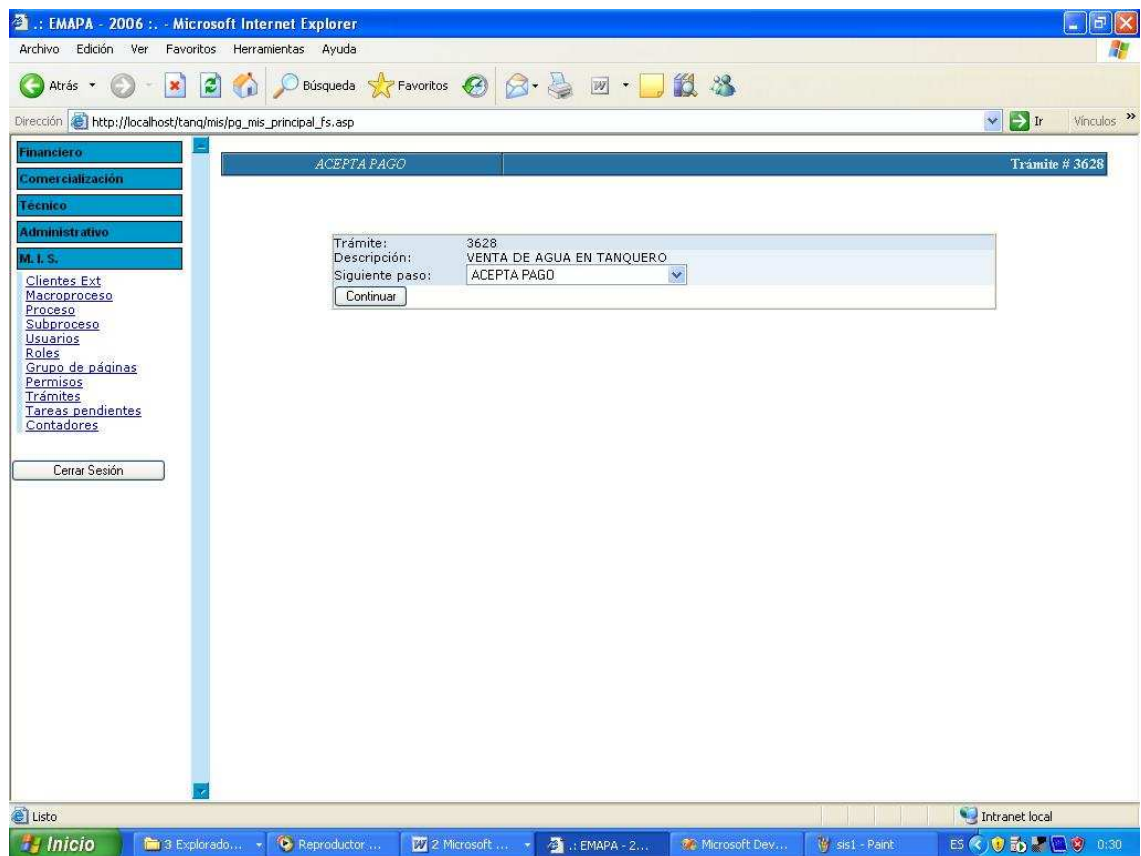 .: EMAPA - 2006 :. - Microsoft Internet Explorer
Archivo Edición Ver Favoritos Herramientas Ayuda
Atrás Búsqueda Favoritos
Dirección http://localhost/tanq/mis/pg_mis_principal_fs.asp Ir Vínculos »
Financiero
Comercialización
Técnico
Administrativo
M. I. S.
Clientes Ext
Macroproceso
Proceso
Subproceso
Usuarios
Roles
Grupo de páginas
Permisos
Trámites
Tareas pendientes
Contadores
Cerrar Sesión
ACEPTA PAGO Trámite # 3628
Trámite: 3628
Descripción: VENTA DE AGUA EN TANQUERO
Siguiente paso: ACEPTA PAGO
Continuar
Listo Intranet local
Inicio 3 Explorado... Reproductor ... 2 Microsoft ... .: EMAPA - 2... Microsoft Dev... sis1 - Paint ES 0:30